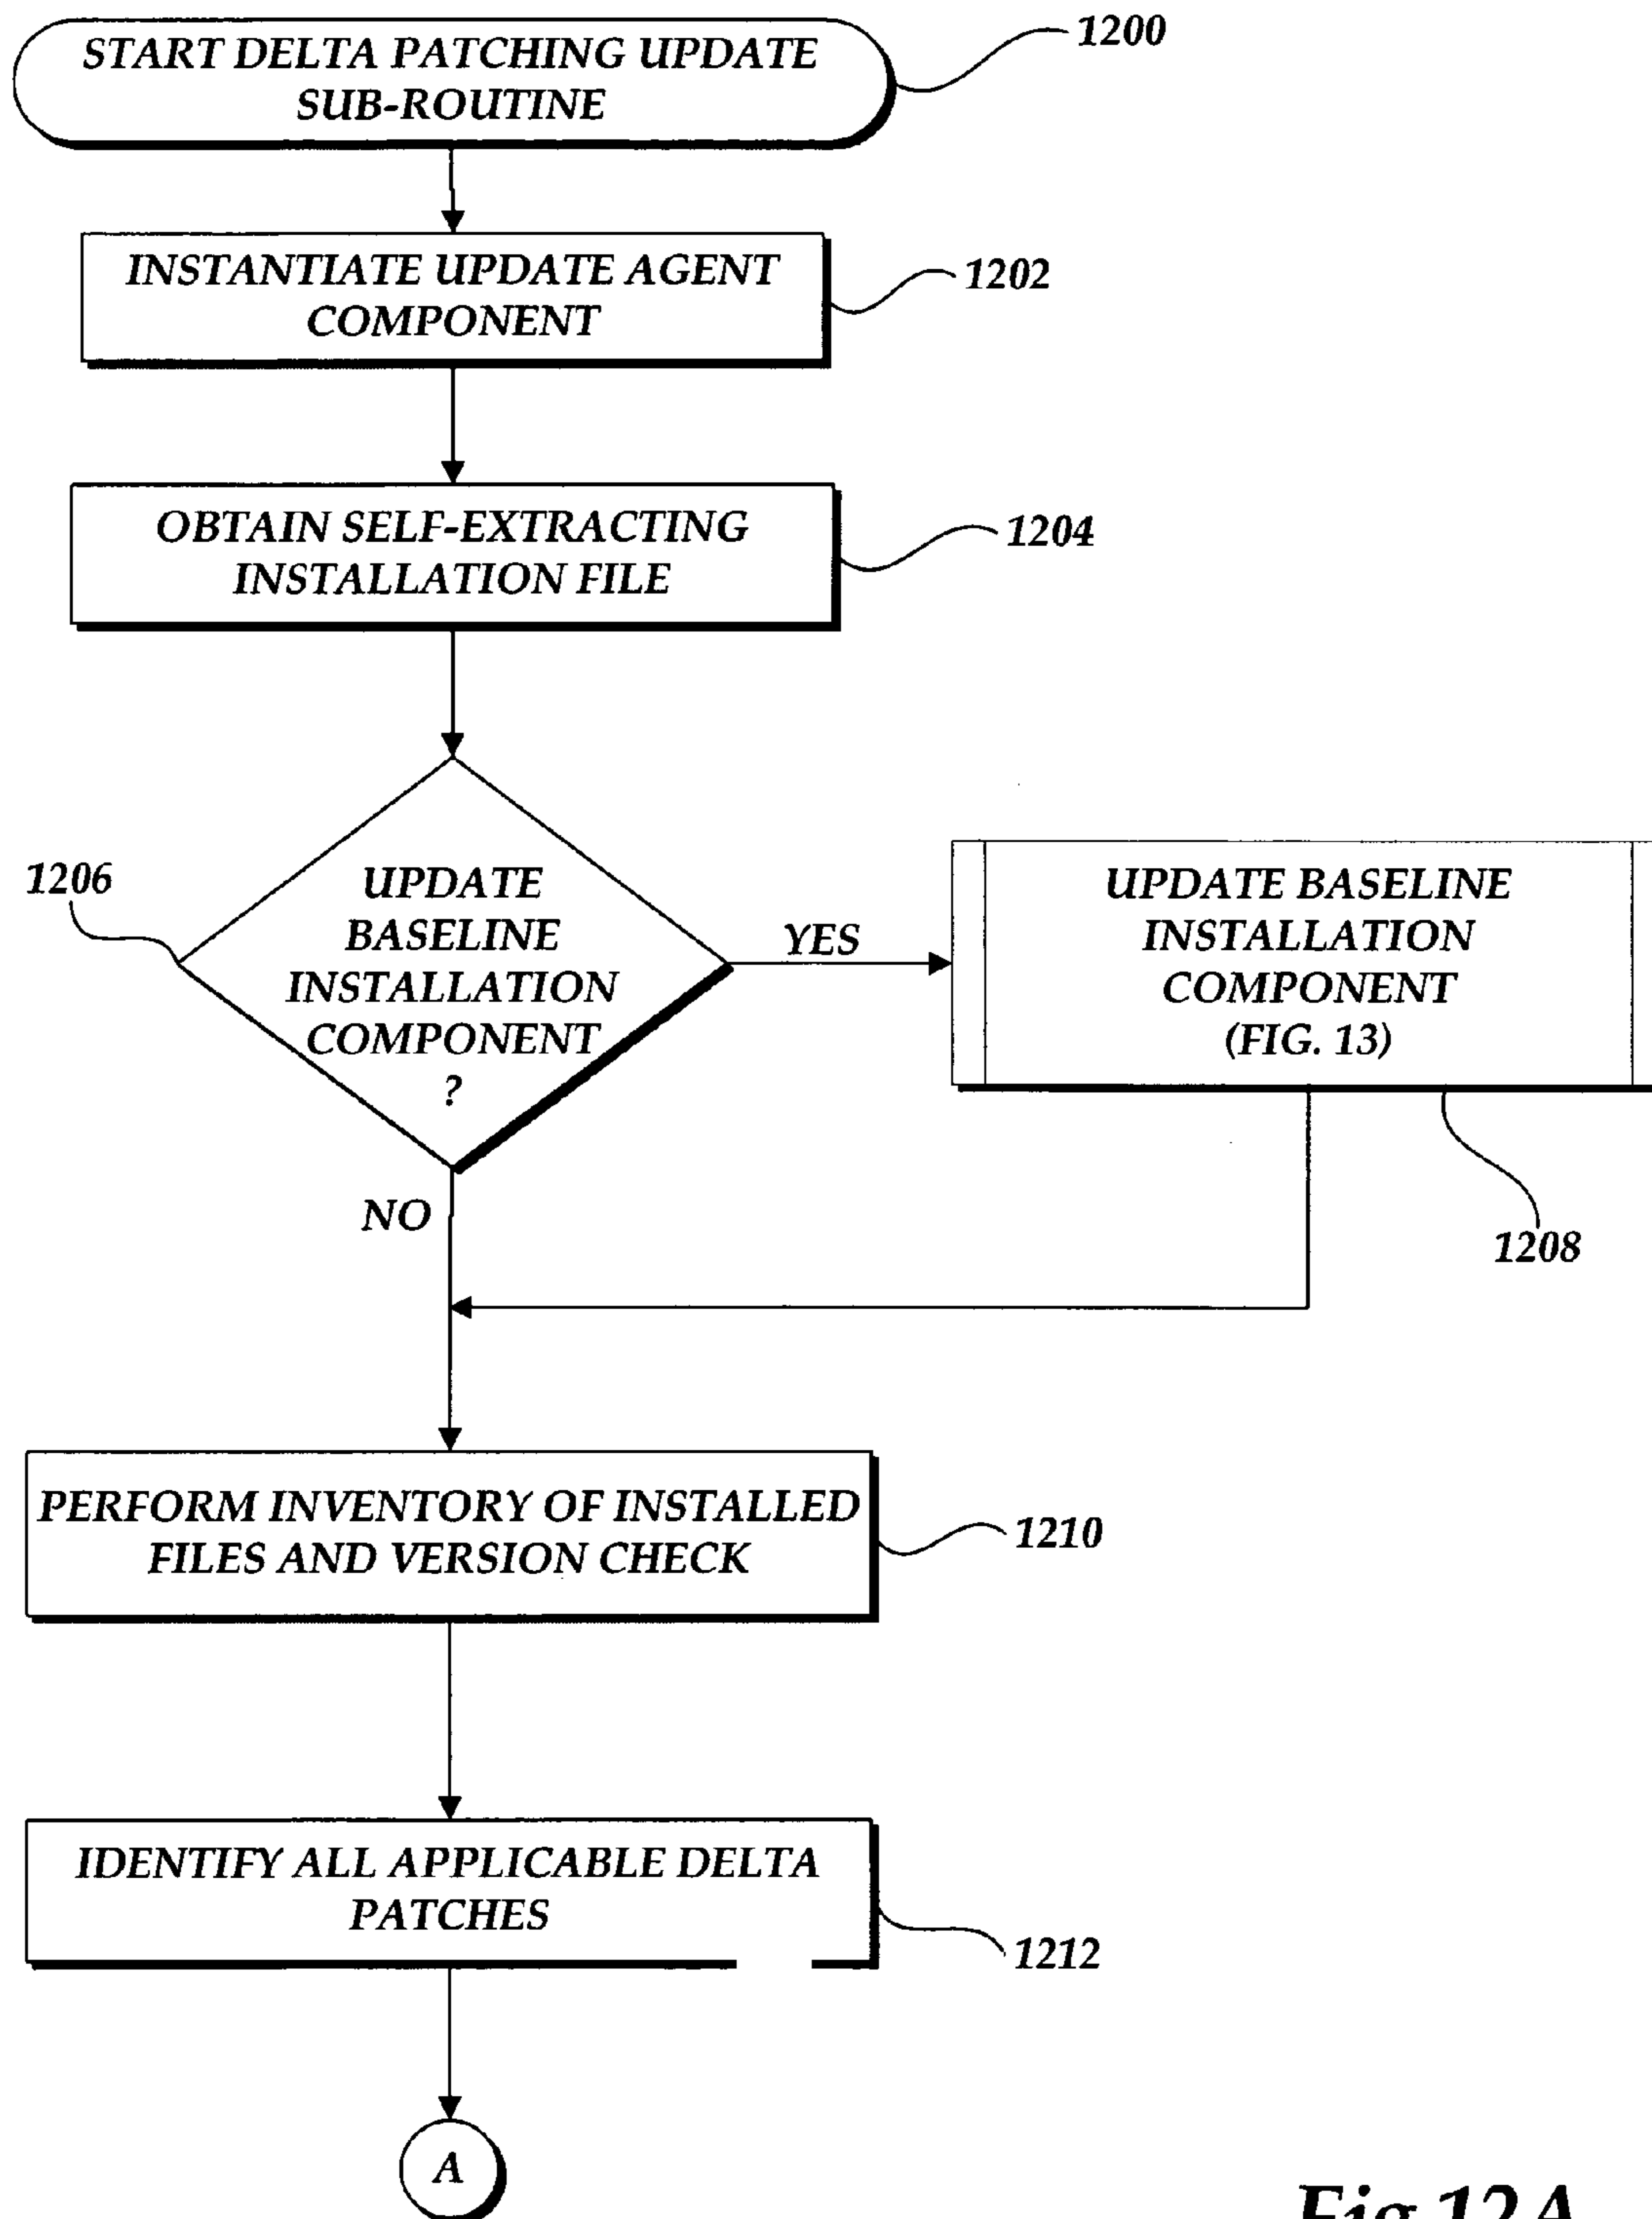 START DELTA PATCHING UPDATE
SUB-ROUTINE
1200
INSTANTIATE UPDATE AGENT
COMPONENT
1202
OBTAIN SELF-EXTRACTING
INSTALLATION FILE
1204
1206
UPDATE
BASELINE
INSTALLATION
COMPONENT
?
YES
UPDATE BASELINE
INSTALLATION
COMPONENT
(FIG. 13)
1208
NO
PERFORM INVENTORY OF INSTALLED
FILES AND VERSION CHECK
1210
IDENTIFY ALL APPLICABLE DELTA
PATCHES
1212
A
Fig.12A.